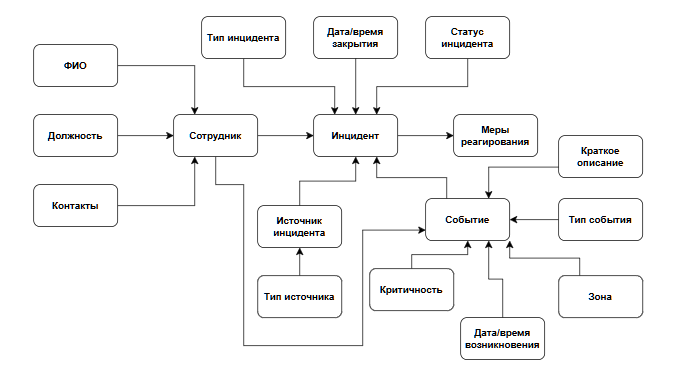 Тип инцидента
Дата/время
закрытия
Статус
инцидента
ФИО
Должность
Сотрудник
Инцидент
Меры
реагирования
Краткое
описание
Контакты
Источник
инцидента
Событие
Тип события
Тип источника
Критичность
Зона
Дата/время
возникновения